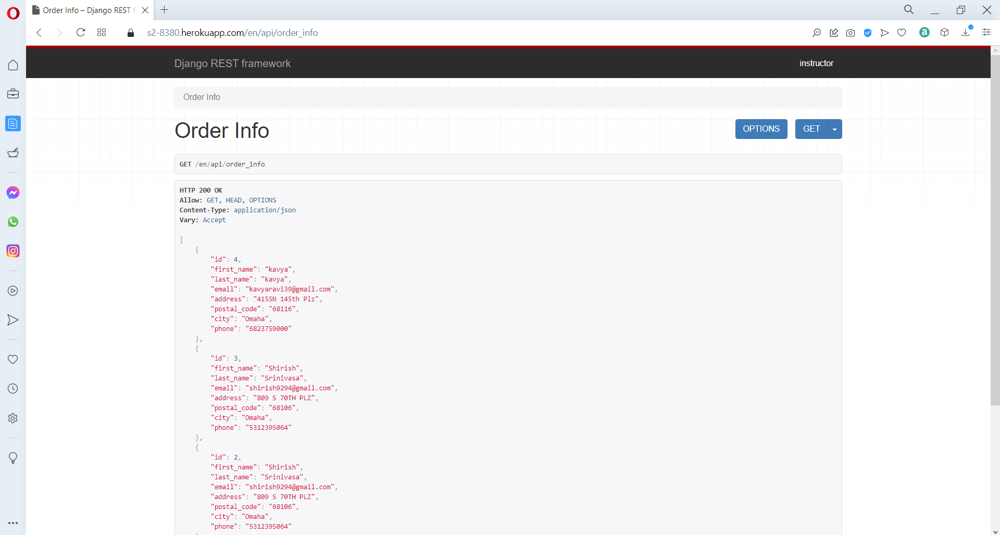 Order Info – Django REST f
s2-8380.herokuapp.com/en/api/order_info
a
Django REST framework
instructor
Order Info
Order Info
OPTIONS
GET
GET /en/api/order_info
HTTP 200 OK
Allow: GET, HEAD, OPTIONS
Content-Type: application/json
Vary: Accept
[
{
"id": 4,
"first_name": "kavya",
"last_name": "kavya",
"email": "kavyaravi39@gmail.com",
"address": "4155N 145th Plz",
"postal_code": "68116",
"city": "Omaha",
"phone": "6823759000"
},
{
"id": 3,
"first_name": "Shirish",
"last_name": "Srinivasa",
"email": "shirish9294@gmail.com",
"address": "809 S 70TH PLZ",
"postal_code": "68106",
"city": "Omaha",
"phone": "5312395064"
},
{
"id": 2,
"first_name": "Shirish",
"last_name": "Srinivasa",
"email": "shirish9294@gmail.com",
"address": "809 S 70TH PLZ",
"postal_code": "68106",
"city": "Omaha",
"phone": "5312395064"